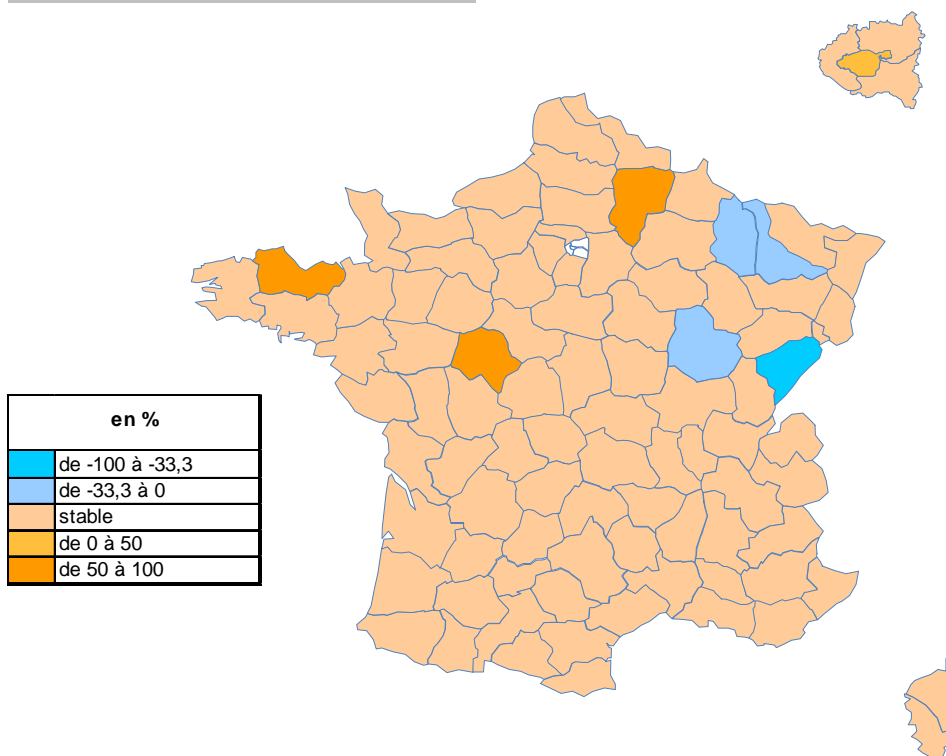 en %
de -100 à -33,3
de -33,3 à 0
stable
de 0 à 50
de 50 à 100